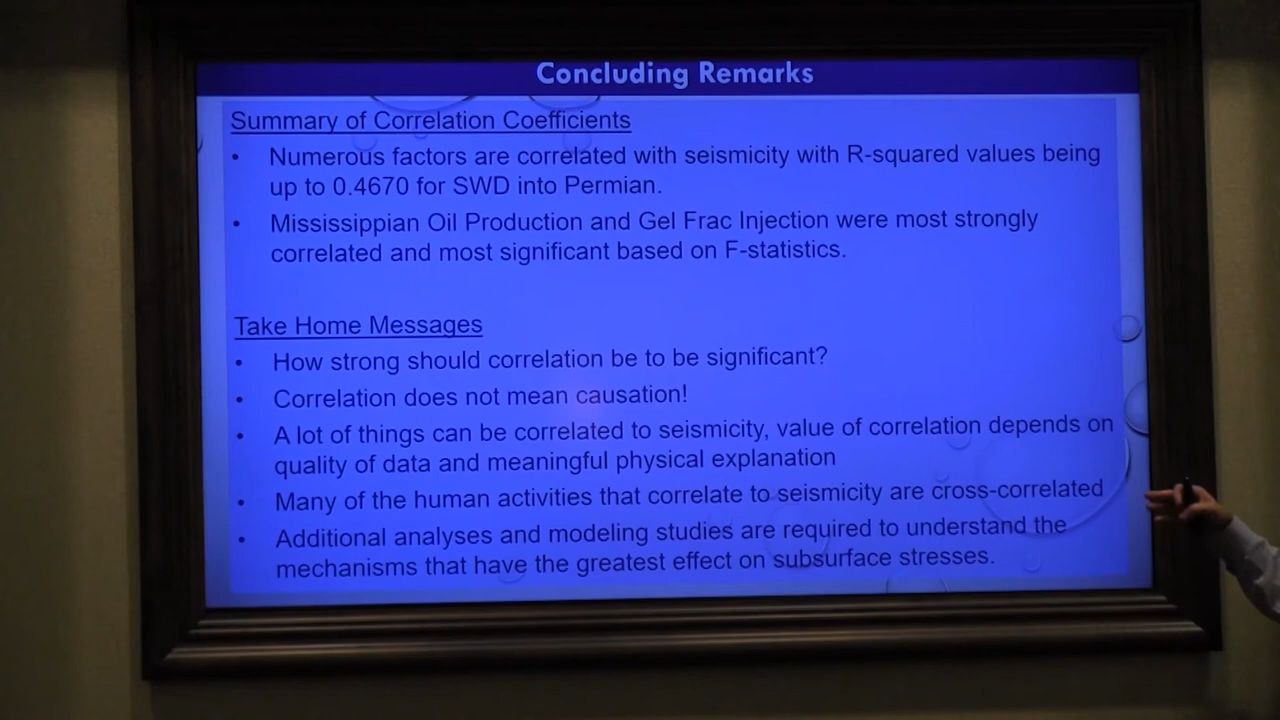 Concluding Remarks
Summary of Correlation Coefficients
• Numerous factors are correlated with seismicity with R-squared values being
up to 0.4670 for SWD into Permian.
• Mississippian Oil Production and Gel Frac Injection were most strongly
correlated and most significant based on F-statistics.
Take Home Messages
• How strong should correlation be to be significant?
• Correlation does not mean causation!
• A lot of things can be correlated to seismicity, value of correlation depends on
quality of data and meaningful physical explanation
• Many of the human activities that correlate to seismicity are cross-correlated
• Additional analyses and modeling studies are required to understand the
mechanisms that have the greatest effect on subsurface stresses.